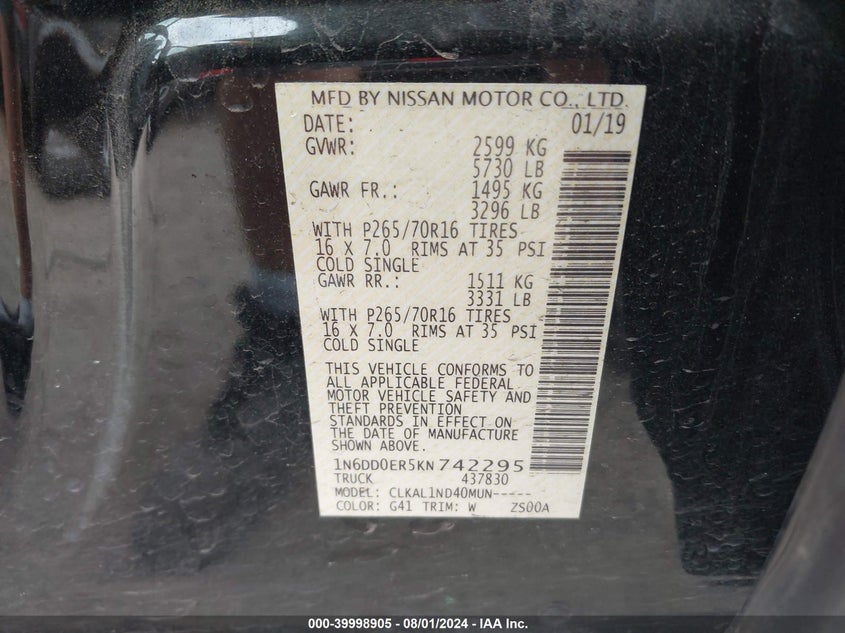 MFD BY NISSAN MOTOR CO., LTD.
DATE: 01/19
GVWR: 2599 KG
5730 LB
GAWR FR.: 1495 KG
3296 LB
WITH P265/70R16 TIRES
16 X 7.0 RIMS AT 35 PSI
COLD SINGLE
GAWR RR.: 1511 KG
3331 LB
WITH P265/70R16 TIRES
16 X 7.0 RIMS AT 35 PSI
COLD SINGLE
THIS VEHICLE CONFORMS TO
ALL APPLICABLE FEDERAL
MOTOR VEHICLE SAFETY AND
THEFT PREVENTION
STANDARDS IN EFFECT ON
THE DATE OF MANUFACTURE
SHOWN ABOVE.
1N6DD0ER5KN742295
TRUCK 437830
MODEL: CLKAL1ND40MUN-----
COLOR: G41 TRIM: W ZS00A
000-39998905 - 08/01/2024 - IAA Inc.